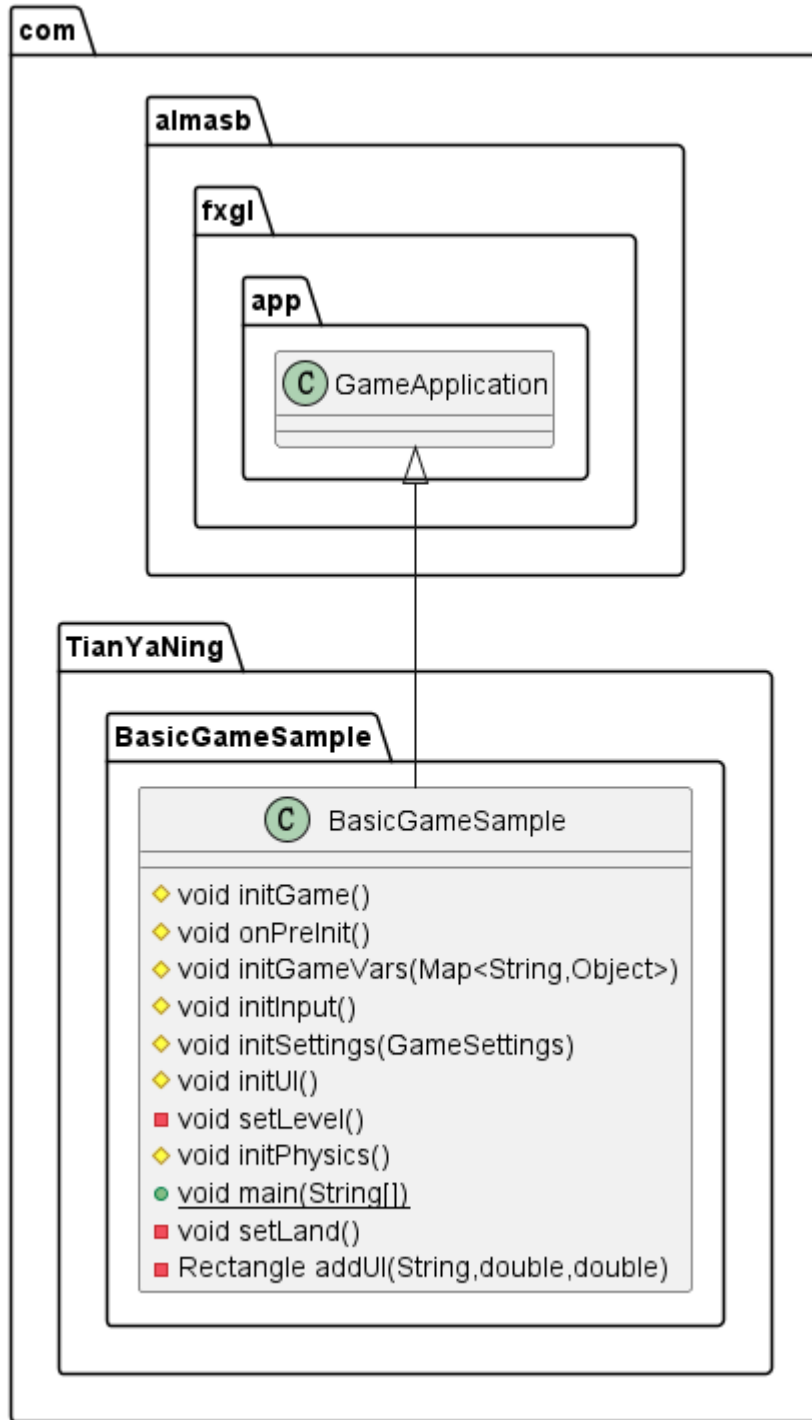 com
almasb
fxgl
app
C GameApplication
TianYaNing
BasicGameSample
C BasicGameSample
void initGame()
void onPreInit()
void initGameVars(Map<String,Object>)
void initInput()
void initSettings(GameSettings)
void initUI()
void setLevel()
void initPhysics()
void main(String[])
void setLand()
Rectangle addUI(String,double,double)